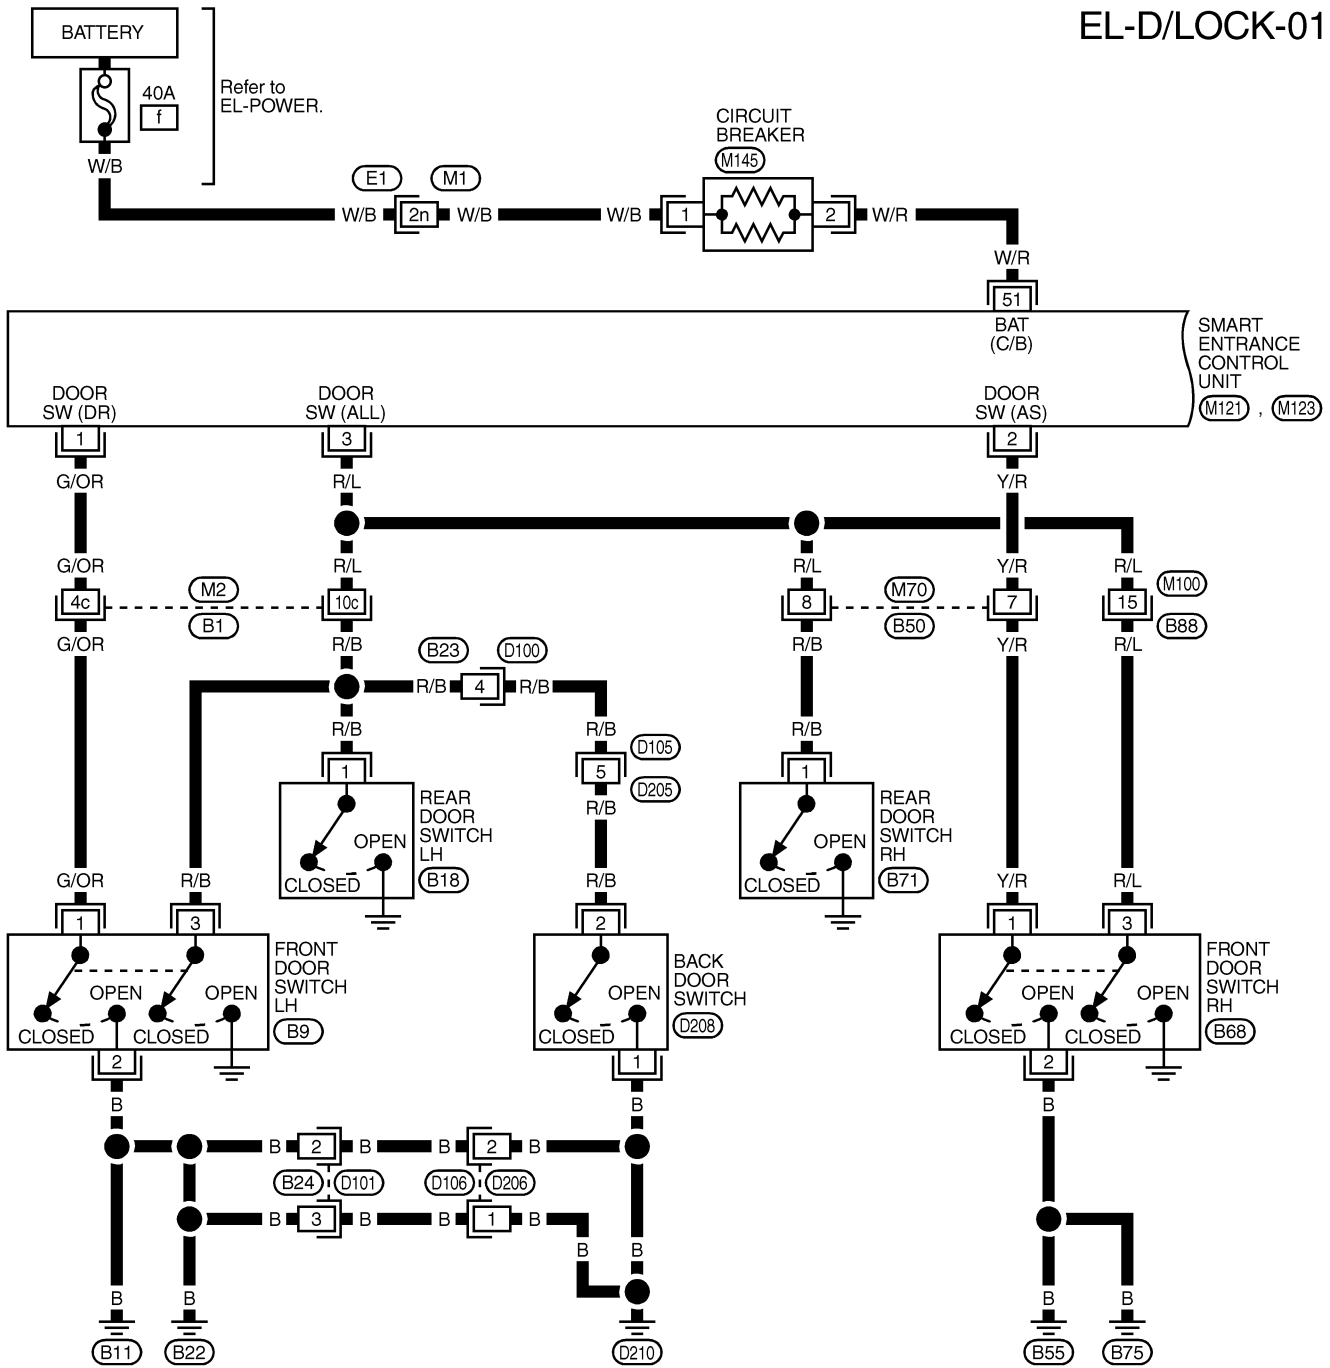 EL-D/LOCK-01
BATTERY
40A
f
Refer to
EL-POWER.
W/B
CIRCUIT
BREAKER
M145
E1 M1
W/B 2n W/B W/B 1 2 W/R
W/R
51
BAT
(C/B)
SMART
ENTRANCE
CONTROL
UNIT
M121 , M123
DOOR
SW (DR)
DOOR
SW (ALL)
DOOR
SW (AS)
1 3 2
G/OR R/L Y/R
G/OR R/L R/L Y/R R/L
4c M2 10c 8 M70 7 15 M100
B1 B50 B88
G/OR R/B R/B Y/R R/L
B23 D100
R/B 4 R/B
R/B R/B R/B
D105
1 5 1
D205
R/B
REAR
DOOR
SWITCH
LH
B18
OPEN
CLOSED
REAR
DOOR
SWITCH
RH
B71
OPEN
CLOSED
G/OR R/B R/B Y/R R/L
1 3 2 1 3
FRONT
DOOR
SWITCH
LH
B9
OPEN OPEN
CLOSED CLOSED
BACK
DOOR
SWITCH
D208
OPEN
CLOSED
FRONT
DOOR
SWITCH
RH
B68
OPEN OPEN
CLOSED CLOSED
2 1 2
B B B
B 2 B B 2 B
B24 D101 D106 D206
B 3 B B 1 B
B B
B B B B
B11 B22 D210 B55 B75